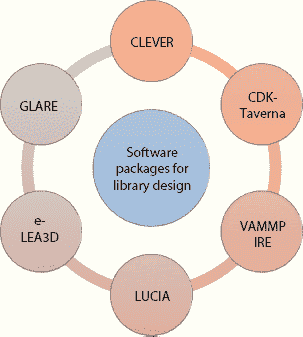 CLEVER
CDK-
Taverna
VAMMP
IRE
LUCIA
e-
LEA3D
GLARE
Software
packages for
library design